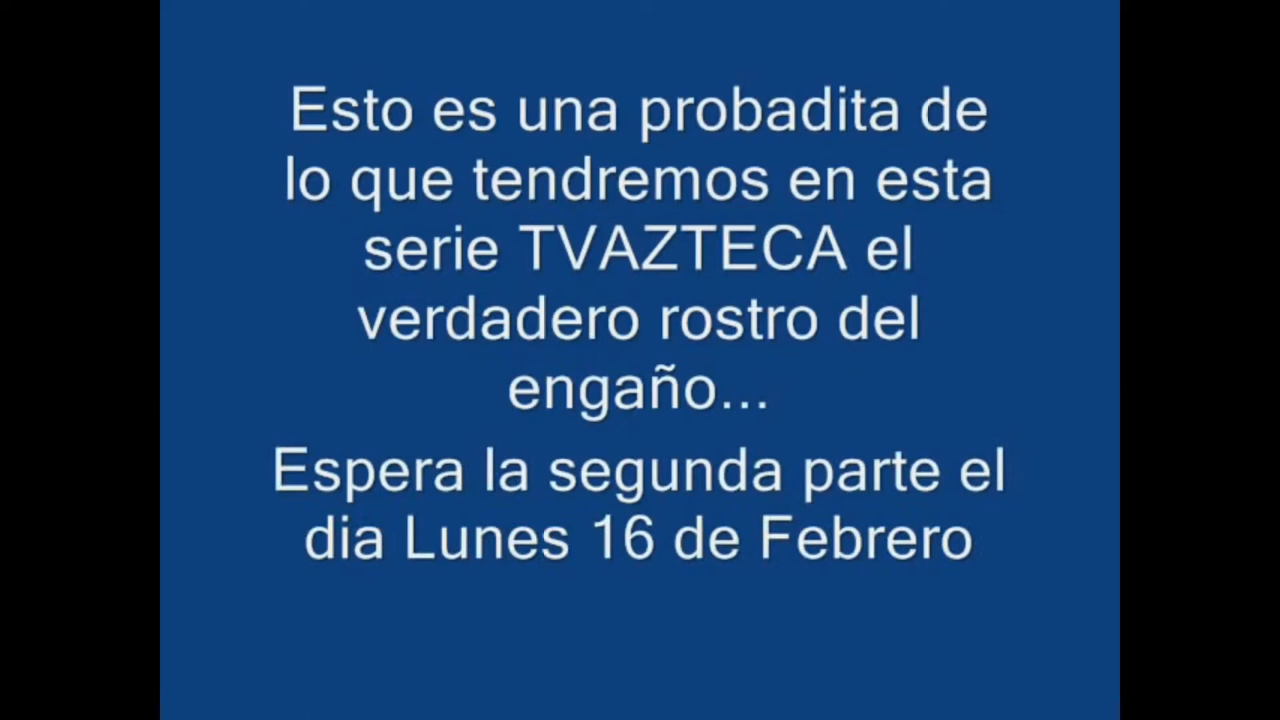 Esto es una probadita de
lo que tendremos en esta
serie TVAZTECA el
verdadero rostro del
engaño...
Espera la segunda parte el
dia Lunes 16 de Febrero